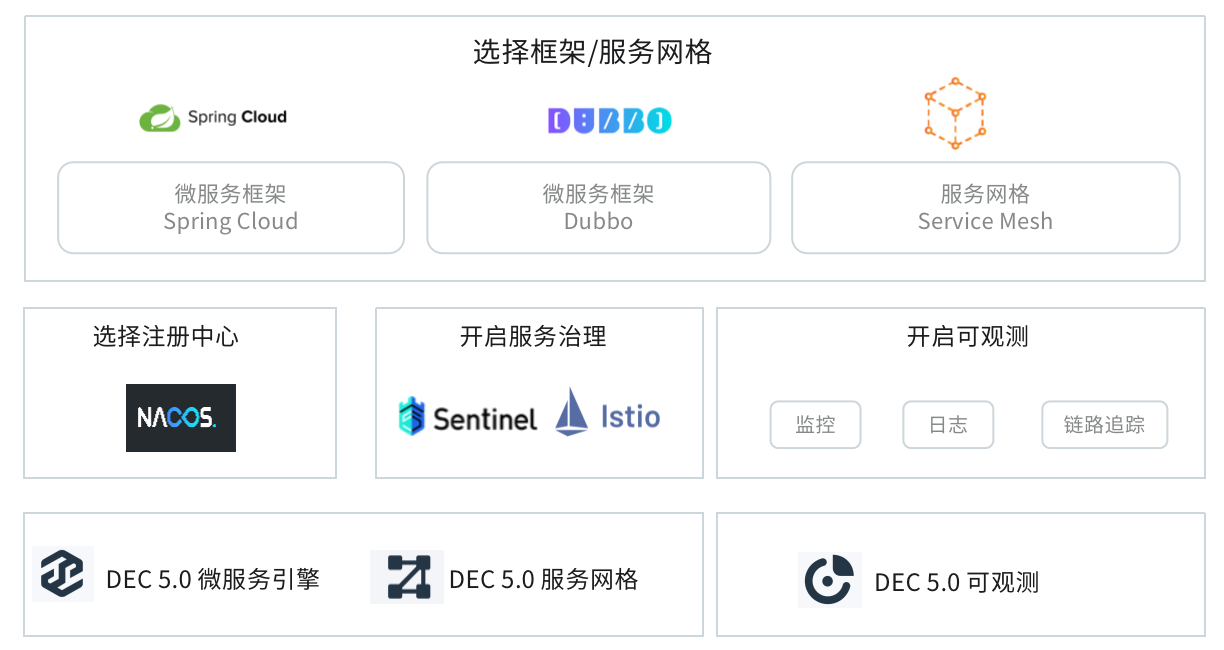 选择框架/服务网格
Spring Cloud
DUBBO
微服务框架
Spring Cloud
微服务框架
Dubbo
服务网格
Service Mesh
选择注册中心
NACOS.
开启服务治理
Sentinel
Istio
开启可观测
监控
日志
链路追踪
DEC 5.0 微服务引擎
DEC 5.0 服务网格
DEC 5.0 可观测